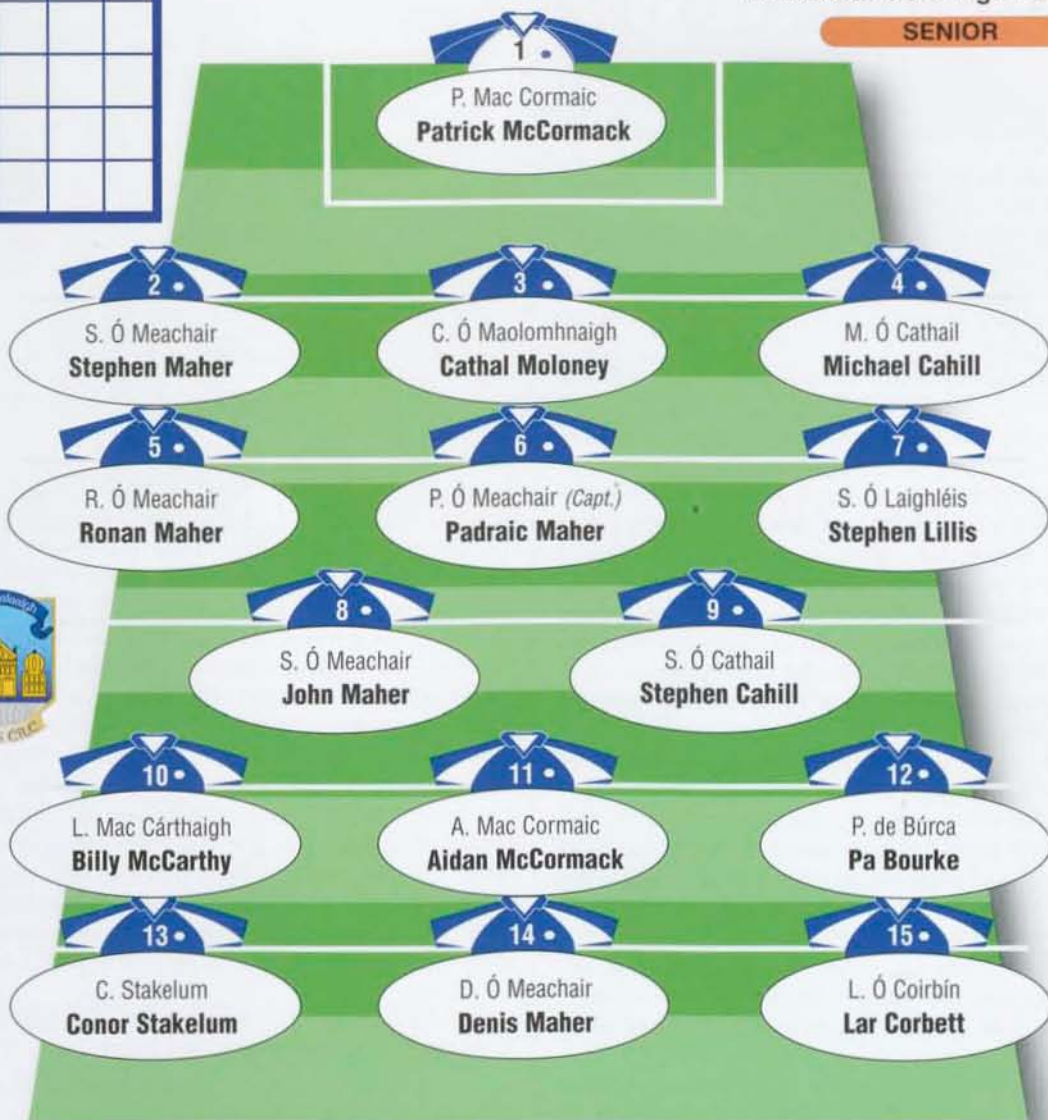 SENIOR
1
P. Mac Cormaic
Patrick McCormack
2
3
4
S. Ó Meachair
Stephen Maher
C. Ó Maolomhnaigh
Cathal Moloney
M. Ó Cathail
Michael Cahill
5
6
7
R. Ó Meachair
Ronan Maher
P. Ó Meachair (Capt.)
Padraic Maher
S. Ó Laighléis
Stephen Lillis
8
9
S. Ó Meachair
John Maher
S. Ó Cathail
Stephen Cahill
10
11
12
L. Mac Cárthaigh
Billy McCarthy
A. Mac Cormaic
Aidan McCormack
P. de Búrca
Pa Bourke
13
14
15
C. Stakelum
Conor Stakelum
D. Ó Meachair
Denis Maher
L. Ó Coirbín
Lar Corbett